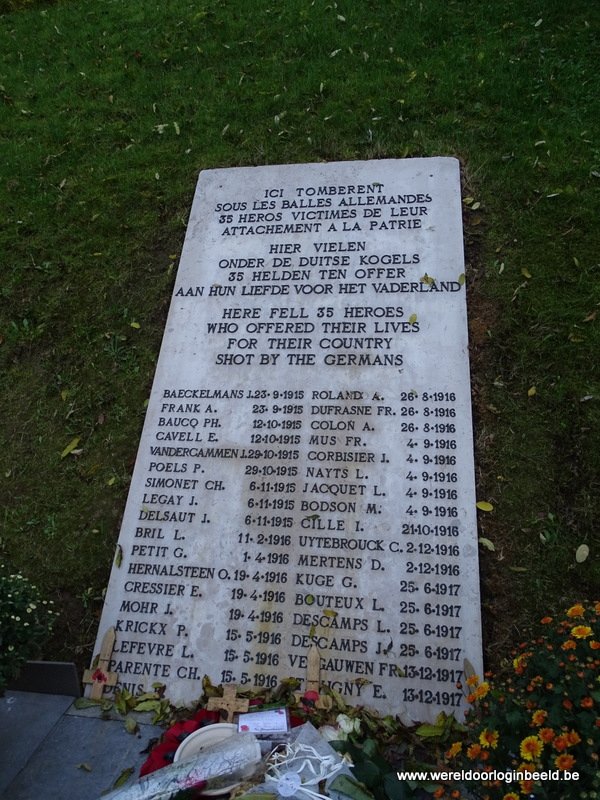 ICI TOMBERENT
SOUS LES BALLES ALLEMANDES
35 HEROS VICTIMES DE LEUR
ATTACHEMENT A LA PATRIE
HIER VIELEN
ONDER DE DUITSE KOGELS
35 HELDEN TEN OFFER
AAN HUN LIEFDE VOOR HET VADERLAND
HERE FELL 35 HEROES
WHO OFFERED THEIR LIVES
FOR THEIR COUNTRY
SHOT BY THE GERMANS
BAECKELMANS J. 23·9·1915
FRANK A. 23·9·1915
BAUCQ PH. 12·10·1915
CAVELL E. 12·10·1915
VANDERGAMMEN J. 29·10·1915
POELS P. 29·10·1915
SIMONET CH. 6·11·1915
LEGAY J. 6·11·1915
DELSAUT J. 6·11·1915
BRIL L. 11·2·1916
PETIT G. 1·4·1916
HERNALSTEEN O. 19·4·1916
CRESSIER E. 19·4·1916
MOHR J. 19·4·1916
KRICKX P. 15·5·1916
LEFEVRE L. 15·5·1916
PARENTE CH. 15·5·1916
DENIS
ROLAND A. 26·8·1916
DUFRASNE FR. 26·8·1916
COLON A. 26·8·1916
MUS FR. 4·9·1916
CORBISIER J. 4·9·1916
NAYTS L. 4·9·1916
JACQUET L. 4·9·1916
BODSON M. 4·9·1916
GILLE I. 21·10·1916
UYTEBROUCK C. 2·12·1916
MERTENS D. 2·12·1916
KUGE G. 25·6·1917
BOUTEUX L. 25·6·1917
DESCAMPS L. 25·6·1917
DESCAMPS J. 25·6·1917
FR. 13·12·1917
E. 13·12·1917
www.wereldoorloginbeeld.be